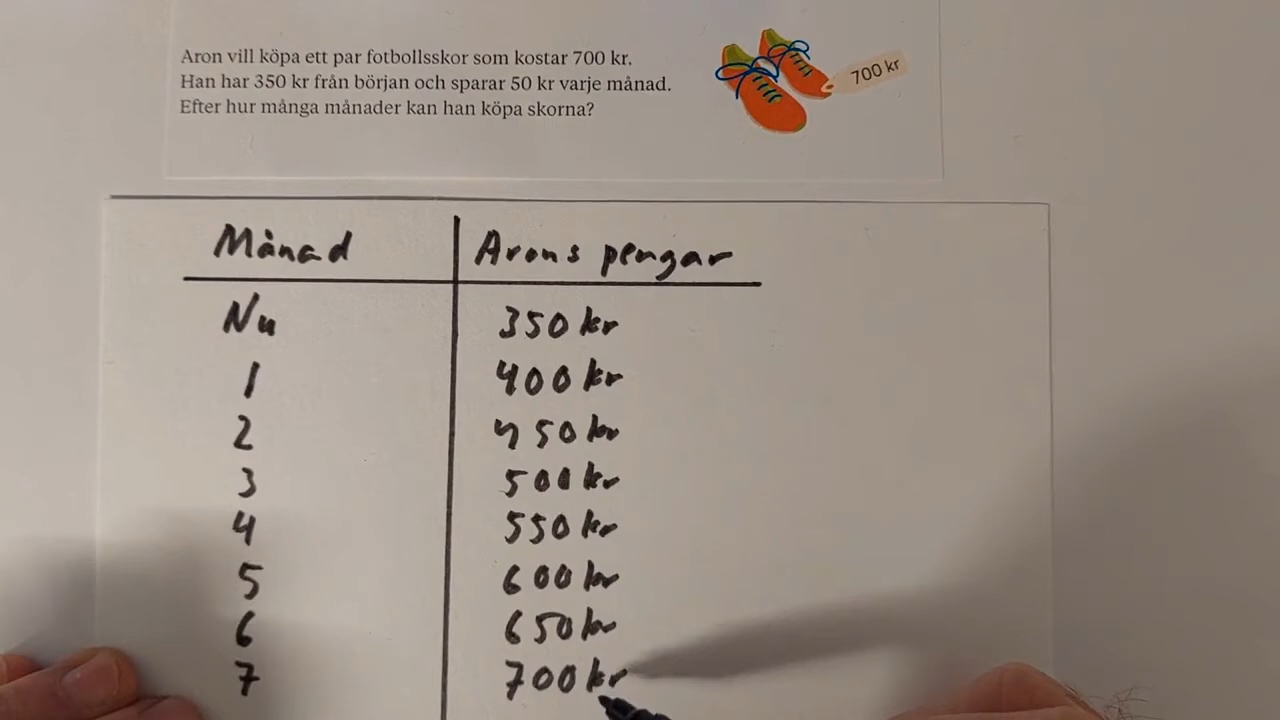 Aron vill köpa ett par fotbollsskor som kostar 700 kr.
Han har 350 kr från början och sparar 50 kr varje månad.
Efter hur många månader kan han köpa skorna?
700 kr
Månad Arons pengar
Nu 350 kr
1 400 kr
2 450 kr
3 500 kr
4 550 kr
5 600 kr
6 650 kr
7 700 kr